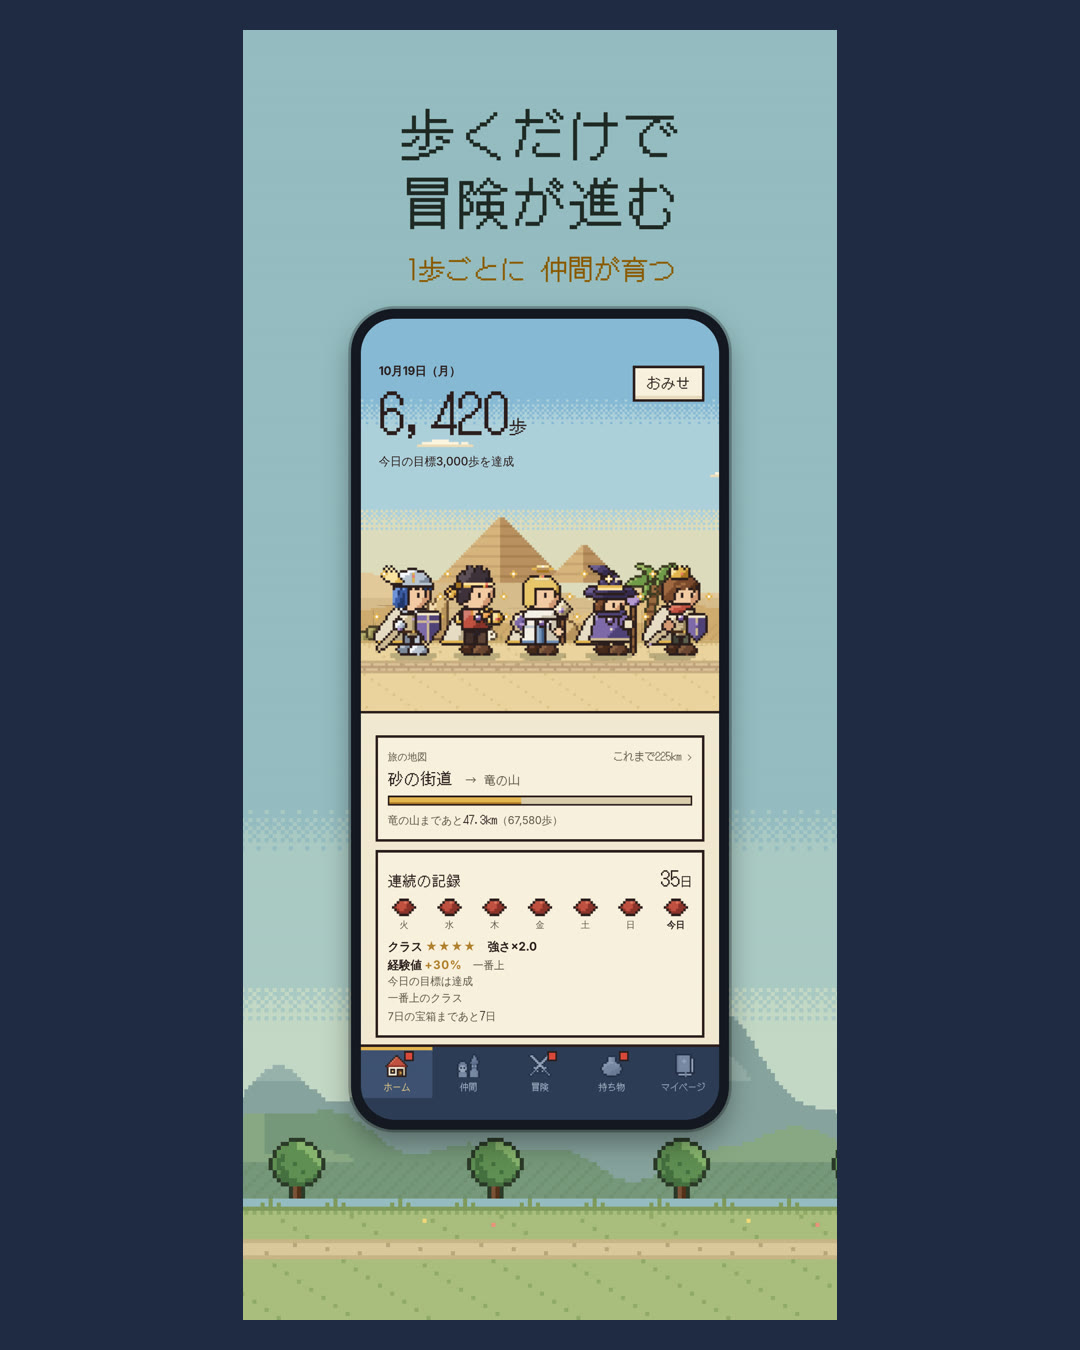 歩くだけで
冒険が進む
1歩ごとに 仲間が育つ
10月19日（月）
おみせ
6,420歩
今日の目標3,000歩を達成
旅の地図
これまで225km ›
砂の街道 → 竜の山
竜の山まであと47.3km（67,580歩）
連続の記録
35日
火 水 木 金 土 日 今日
クラス ★★★★ 強さ×2.0
経験値 +30% 一番上
今日の目標は達成
一番上のクラス
7日の宝箱まであと7日
ホーム 仲間 冒険 持ち物 マイページ